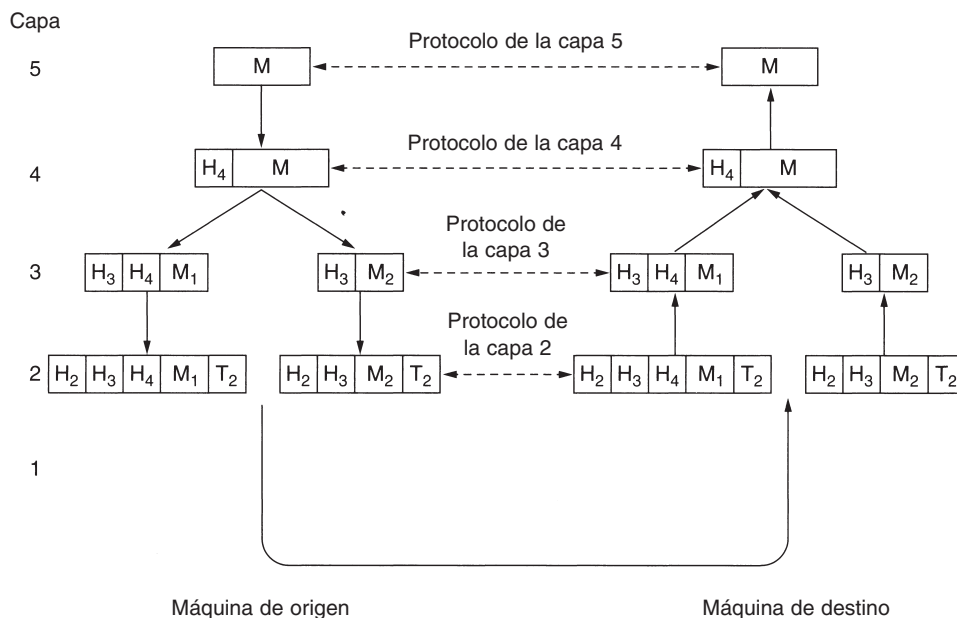 Capa
5 M Protocolo de la capa 5 M
4 H4 M Protocolo de la capa 4 H4 M
Protocolo de
la capa 3
3 H3 H4 M1 H3 M2 H3 H4 M1 H3 M2
Protocolo de
la capa 2
2 H2 H3 H4 M1 T2 H2 H3 M2 T2 H2 H3 H4 M1 T2 H2 H3 M2 T2
1
Máquina de origen Máquina de destino